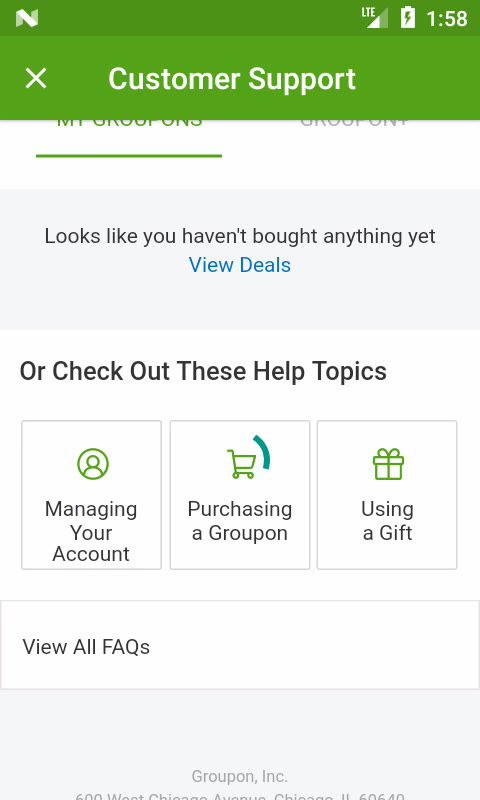 LTE 1:58
Customer Support
MY GROUPONS GROUPON+
Looks like you haven't bought anything yet
View Deals
Or Check Out These Help Topics
Managing
Your
Account
Purchasing
a Groupon
Using
a Gift
View All FAQs
Groupon, Inc.
600 West Chicago Avenue, Chicago, IL 60640